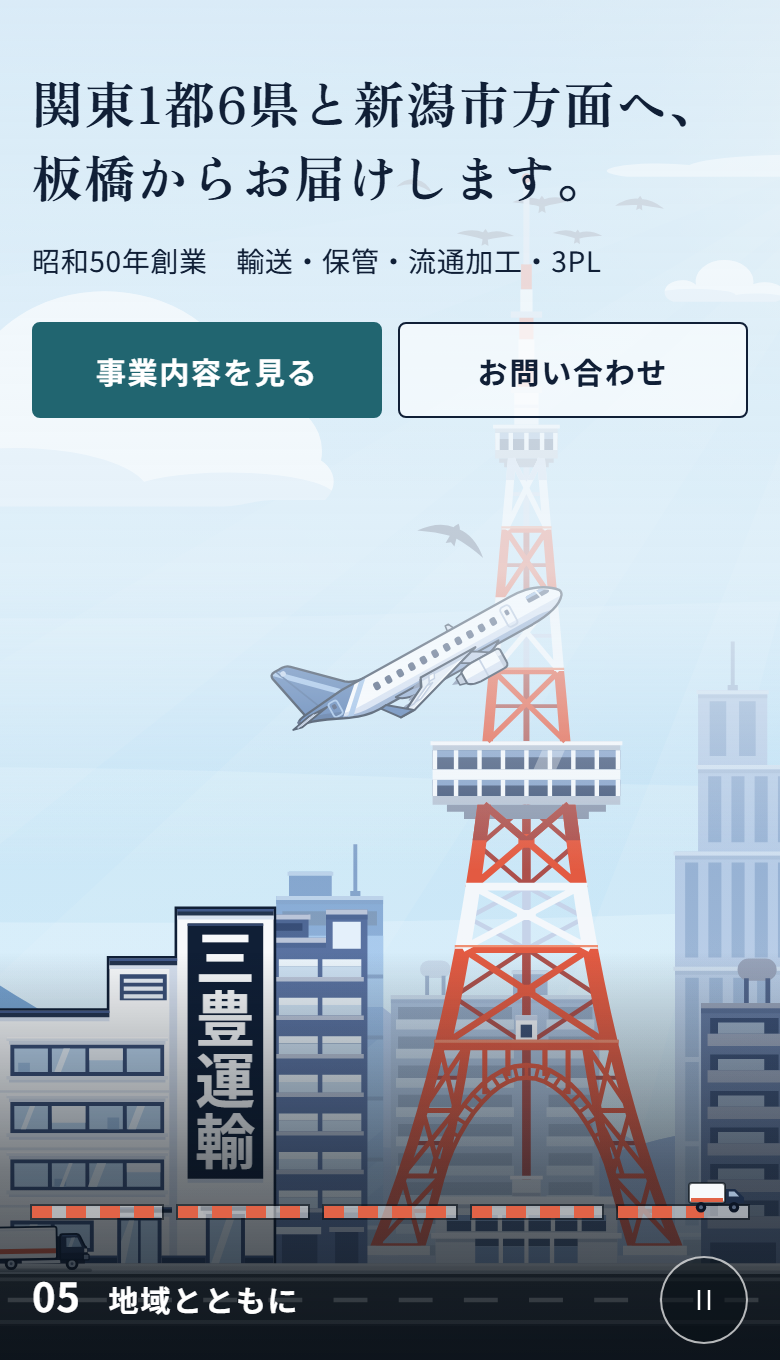 関東1都6県と新潟市方面へ、
板橋からお届けします。
昭和50年創業　輸送・保管・流通加工・3PL
事業内容を見る
お問い合わせ
三豊運輸
05 地域とともに